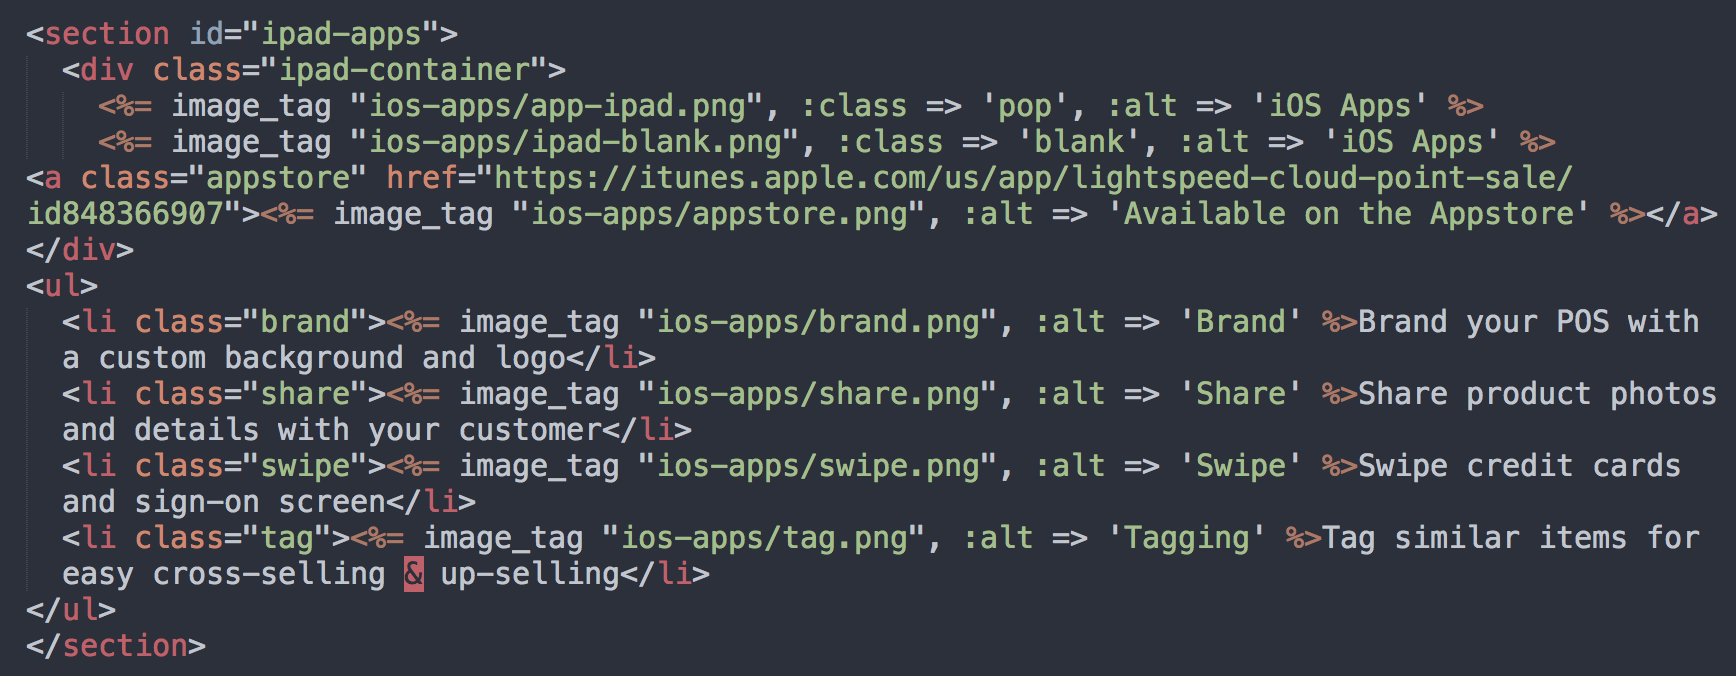 <section id="ipad-apps">
  <div class="ipad-container">
    <%= image_tag "ios-apps/app-ipad.png", :class => 'pop', :alt => 'iOS Apps' %>
    <%= image_tag "ios-apps/ipad-blank.png", :class => 'blank', :alt => 'iOS Apps' %>
<a class="appstore" href="https://itunes.apple.com/us/app/lightspeed-cloud-point-sale/
id848366907"><%= image_tag "ios-apps/appstore.png", :alt => 'Available on the Appstore' %></a>
</div>
<ul>
  <li class="brand"><%= image_tag "ios-apps/brand.png", :alt => 'Brand' %>Brand your POS with
  a custom background and logo</li>
  <li class="share"><%= image_tag "ios-apps/share.png", :alt => 'Share' %>Share product photos
  and details with your customer</li>
  <li class="swipe"><%= image_tag "ios-apps/swipe.png", :alt => 'Swipe' %>Swipe credit cards
  and sign-on screen</li>
  <li class="tag"><%= image_tag "ios-apps/tag.png", :alt => 'Tagging' %>Tag similar items for
  easy cross-selling & up-selling</li>
</ul>
</section>